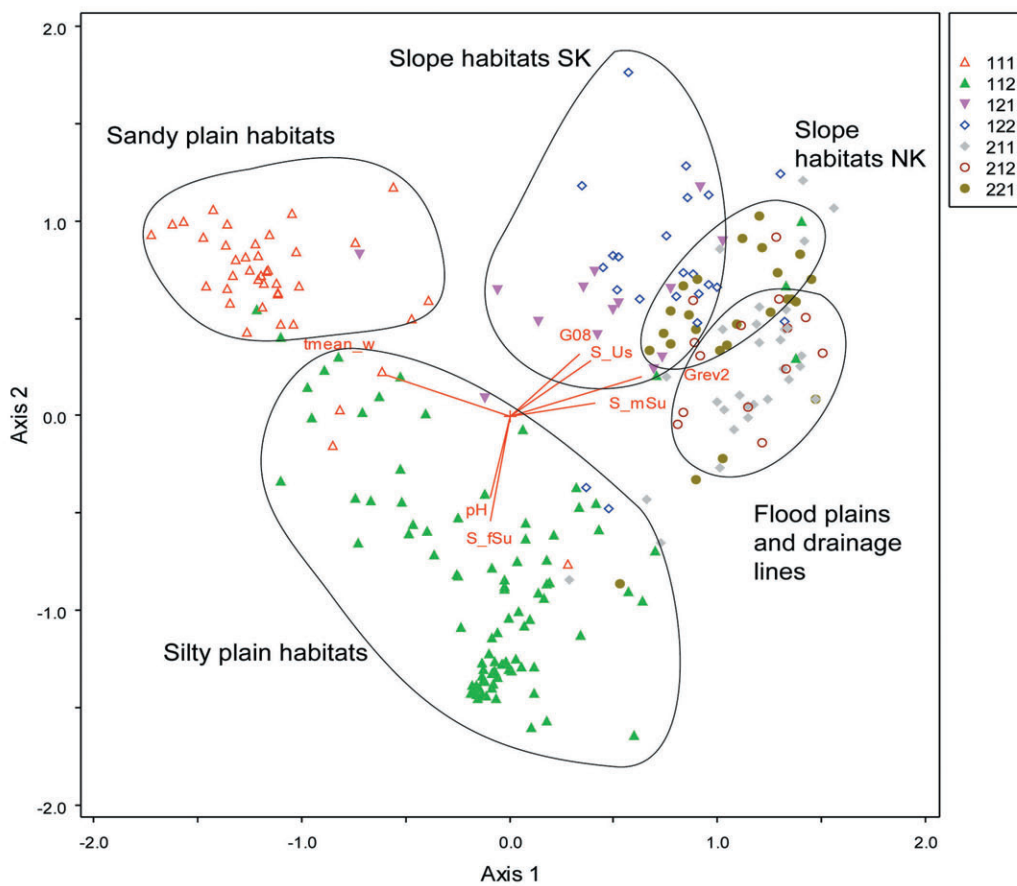 2.0
1.0
0.0
-1.0
-2.0
Axis 2
-2.0
-1.0
0.0
1.0
2.0
Axis 1
Sandy plain habitats
Slope habitats SK
Slope
habitats NK
Flood plains
and drainage
lines
Silty plain habitats
tmean_w
G08
S_Us
Grev2
S_mSu
pH
S_fSu
111
112
121
122
211
212
221